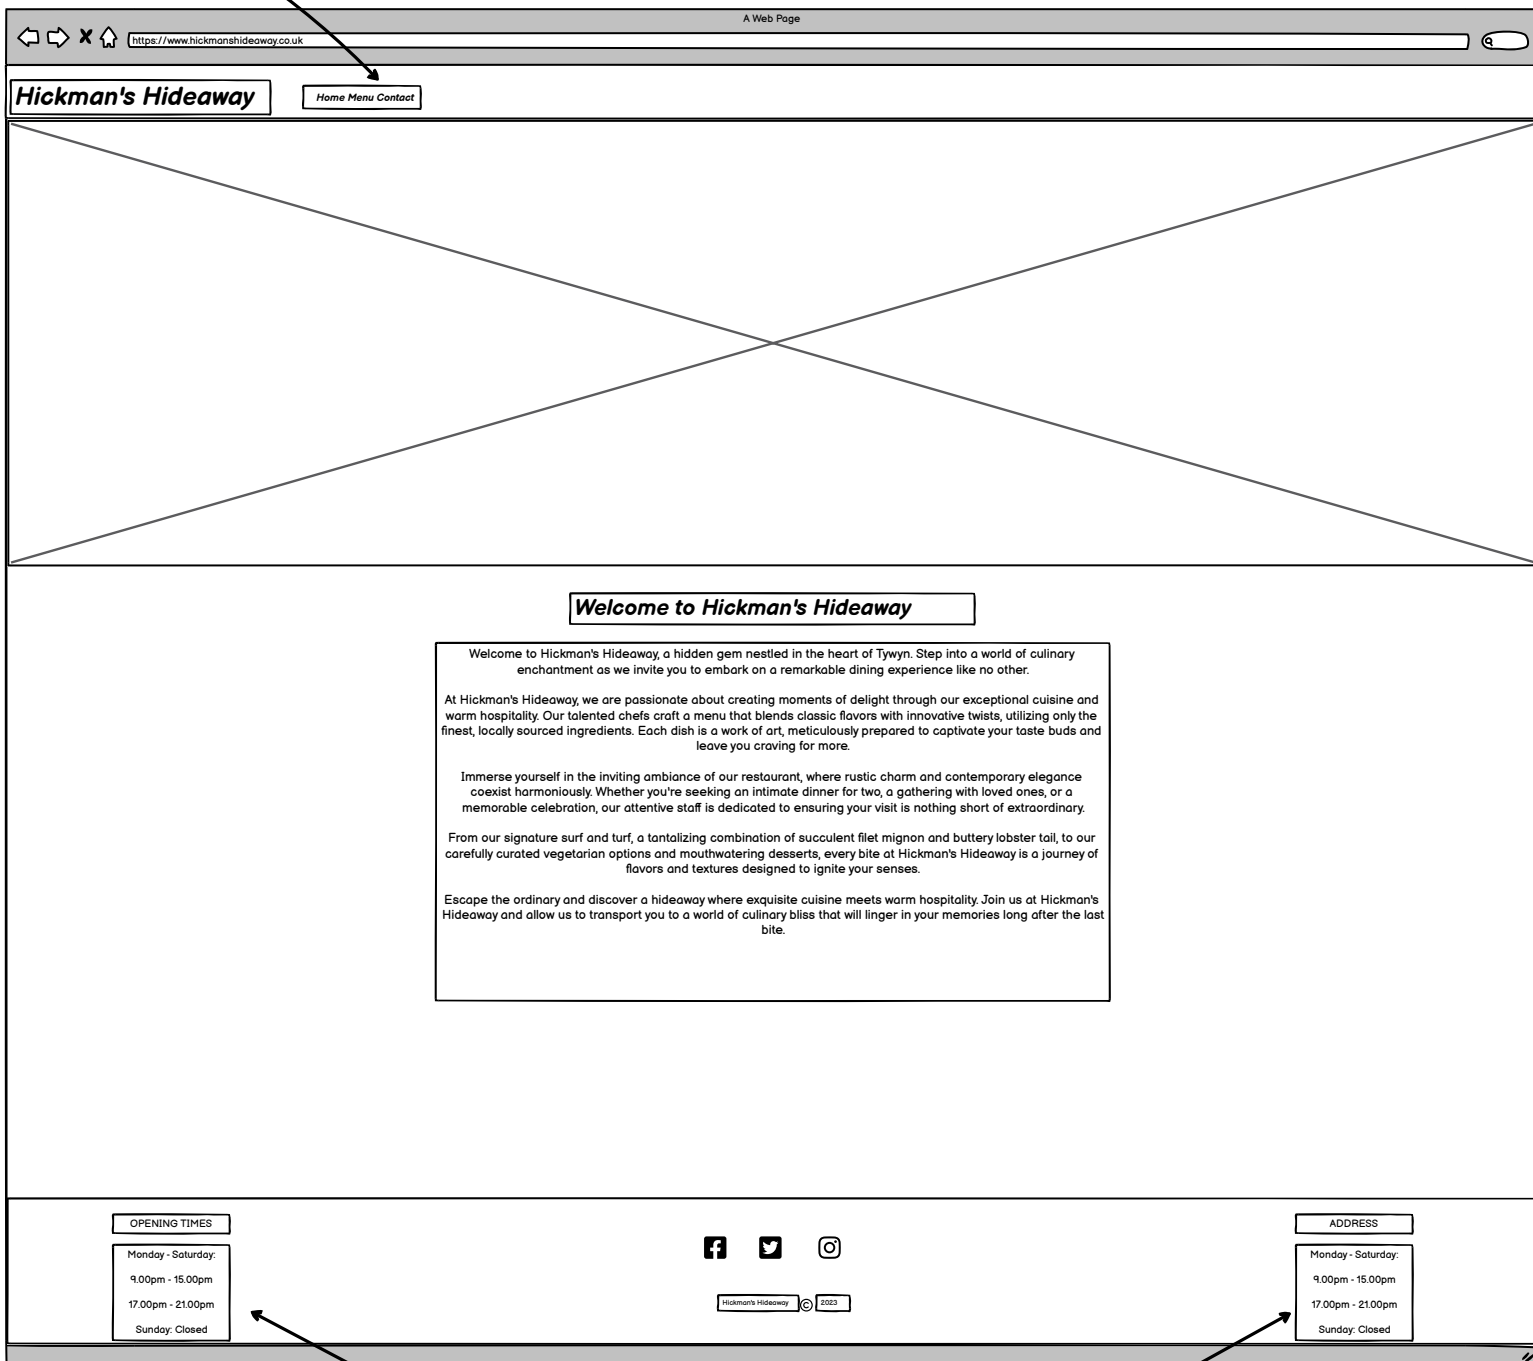 A Web Page
https://www.hickmanshideaway.co.uk
Hickman's Hideaway
Home Menu Contact
Welcome to Hickman's Hideaway
Welcome to Hickman's Hideaway, a hidden gem nestled in the heart of Tywyn. Step into a world of culinary
enchantment as we invite you to embark on a remarkable dining experience like no other.
At Hickman's Hideaway, we are passionate about creating moments of delight through our exceptional cuisine and
warm hospitality. Our talented chefs craft a menu that blends classic flavors with innovative twists, utilizing only the
finest, locally sourced ingredients. Each dish is a work of art, meticulously prepared to captivate your taste buds and
leave you craving for more.
Immerse yourself in the inviting ambiance of our restaurant, where rustic charm and contemporary elegance
coexist harmoniously. Whether you're seeking an intimate dinner for two, a gathering with loved ones, or a
memorable celebration, our attentive staff is dedicated to ensuring your visit is nothing short of extraordinary.
From our signature surf and turf, a tantalizing combination of succulent filet mignon and buttery lobster tail, to our
carefully curated vegetarian options and mouthwatering desserts, every bite at Hickman's Hideaway is a journey of
flavors and textures designed to ignite your senses.
Escape the ordinary and discover a hideaway where exquisite cuisine meets warm hospitality. Join us at Hickman's
Hideaway and allow us to transport you to a world of culinary bliss that will linger in your memories long after the last
bite.
OPENING TIMES
Monday - Saturday:
9.00pm - 15.00pm
17.00pm - 21.00pm
Sunday: Closed
Hickman's Hideaway © 2023
ADDRESS
Monday - Saturday:
9.00pm - 15.00pm
17.00pm - 21.00pm
Sunday: Closed